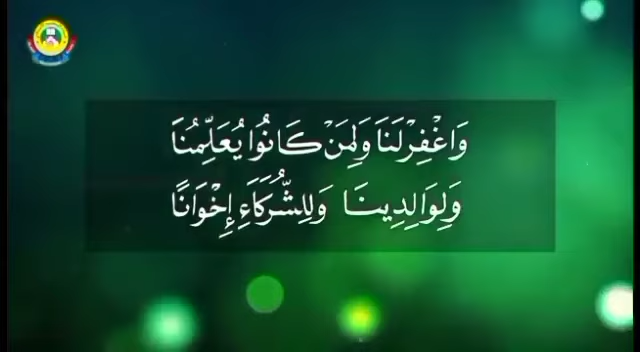 وَاغْفِرْلَنَا وَلِمَنْ كَانُوا يُعَلِّمُنَا
وَلِوَالِدِينَا وَلِلشُّرَكَاءِ إِخْوَانًا